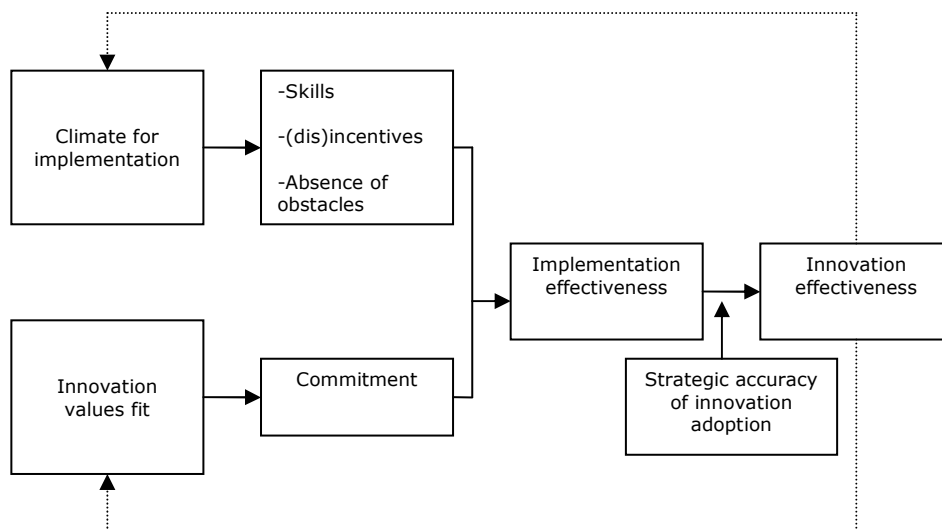 Climate for
implementation
-Skills
-(dis)incentives
-Absence of
obstacles
Implementation
effectiveness
Innovation
effectiveness
Innovation
values fit
Commitment
Strategic accuracy
of innovation
adoption